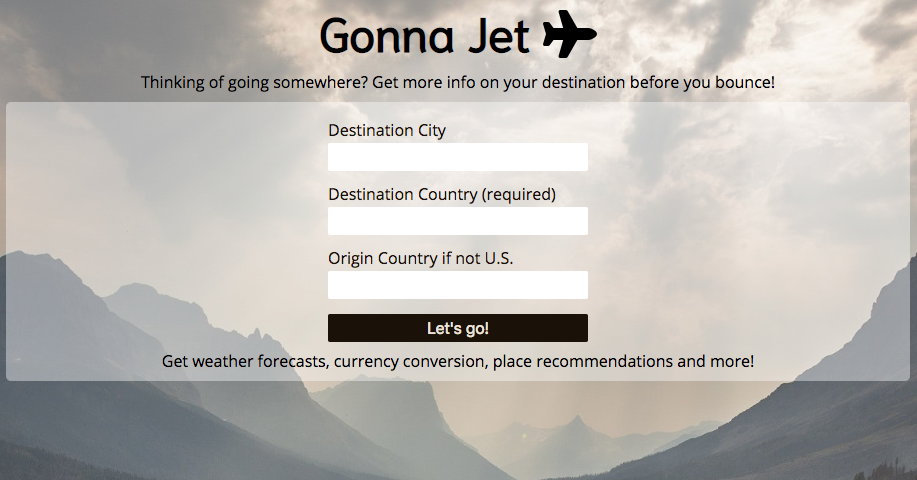 Gonna Jet
Thinking of going somewhere? Get more info on your destination before you bounce!
Destination City
Destination Country (required)
Origin Country if not U.S.
Let's go!
Get weather forecasts, currency conversion, place recommendations and more!